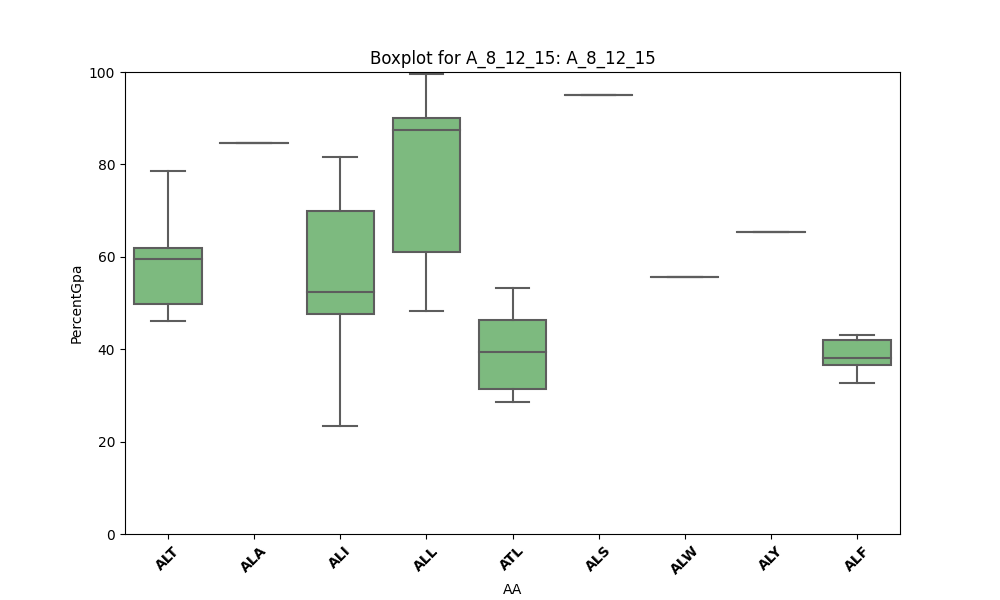 Boxplot for A_8_12_15: A_8_12_15
100
80
60
40
20
0
PercentGpa
ALT
ALA
ALI
ALL
ATL
ALS
ALW
ALY
ALF
AA